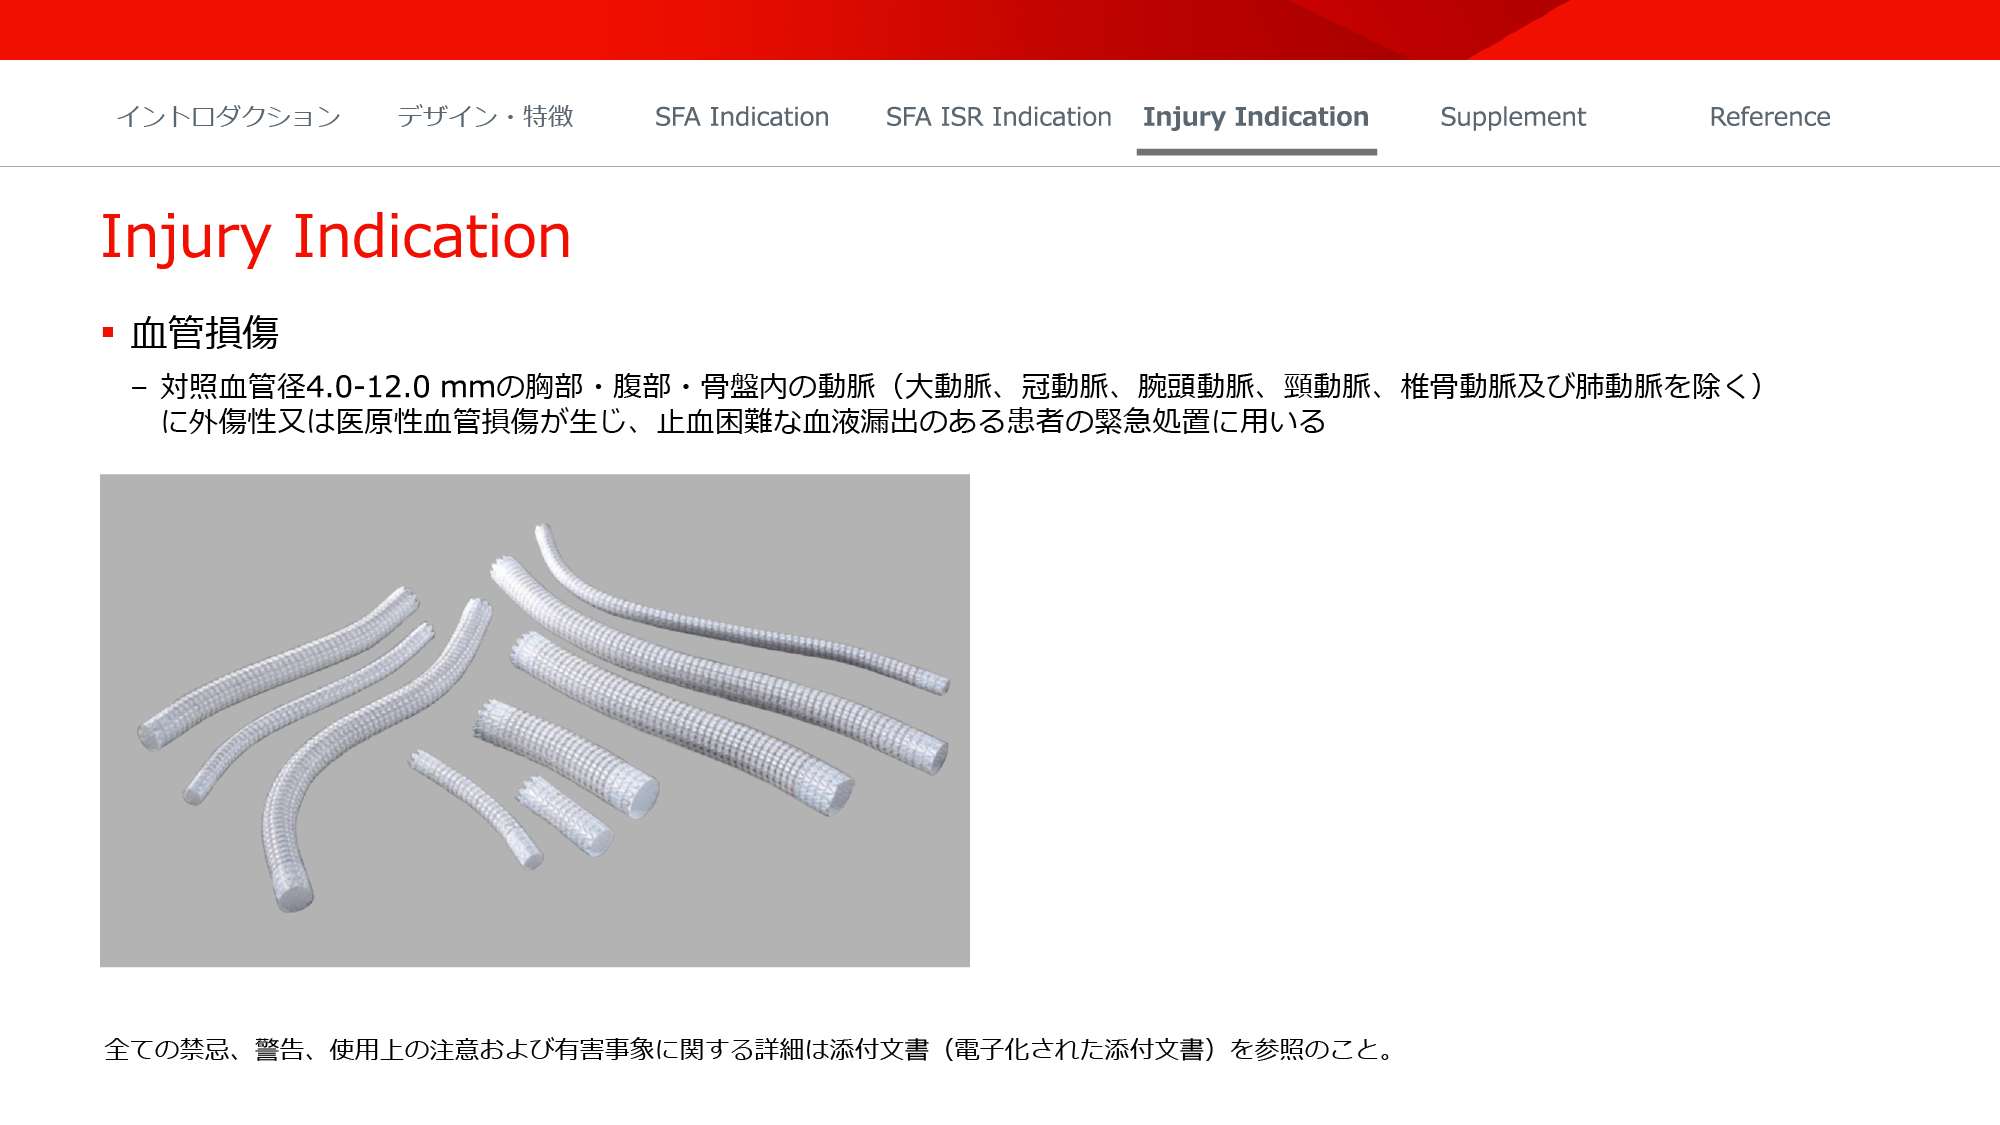 イントロダクション デザイン・特徴 SFA Indication SFA ISR Indication Injury Indication Supplement Reference
Injury Indication
▪ 血管損傷
– 対照血管径4.0-12.0 mmの胸部・腹部・骨盤内の動脈（大動脈、冠動脈、腕頭動脈、頸動脈、椎骨動脈及び肺動脈を除く）
に外傷性又は医原性血管損傷が生じ、止血困難な血液漏出のある患者の緊急処置に用いる
全ての禁忌、警告、使用上の注意および有害事象に関する詳細は添付文書（電子化された添付文書）を参照のこと。